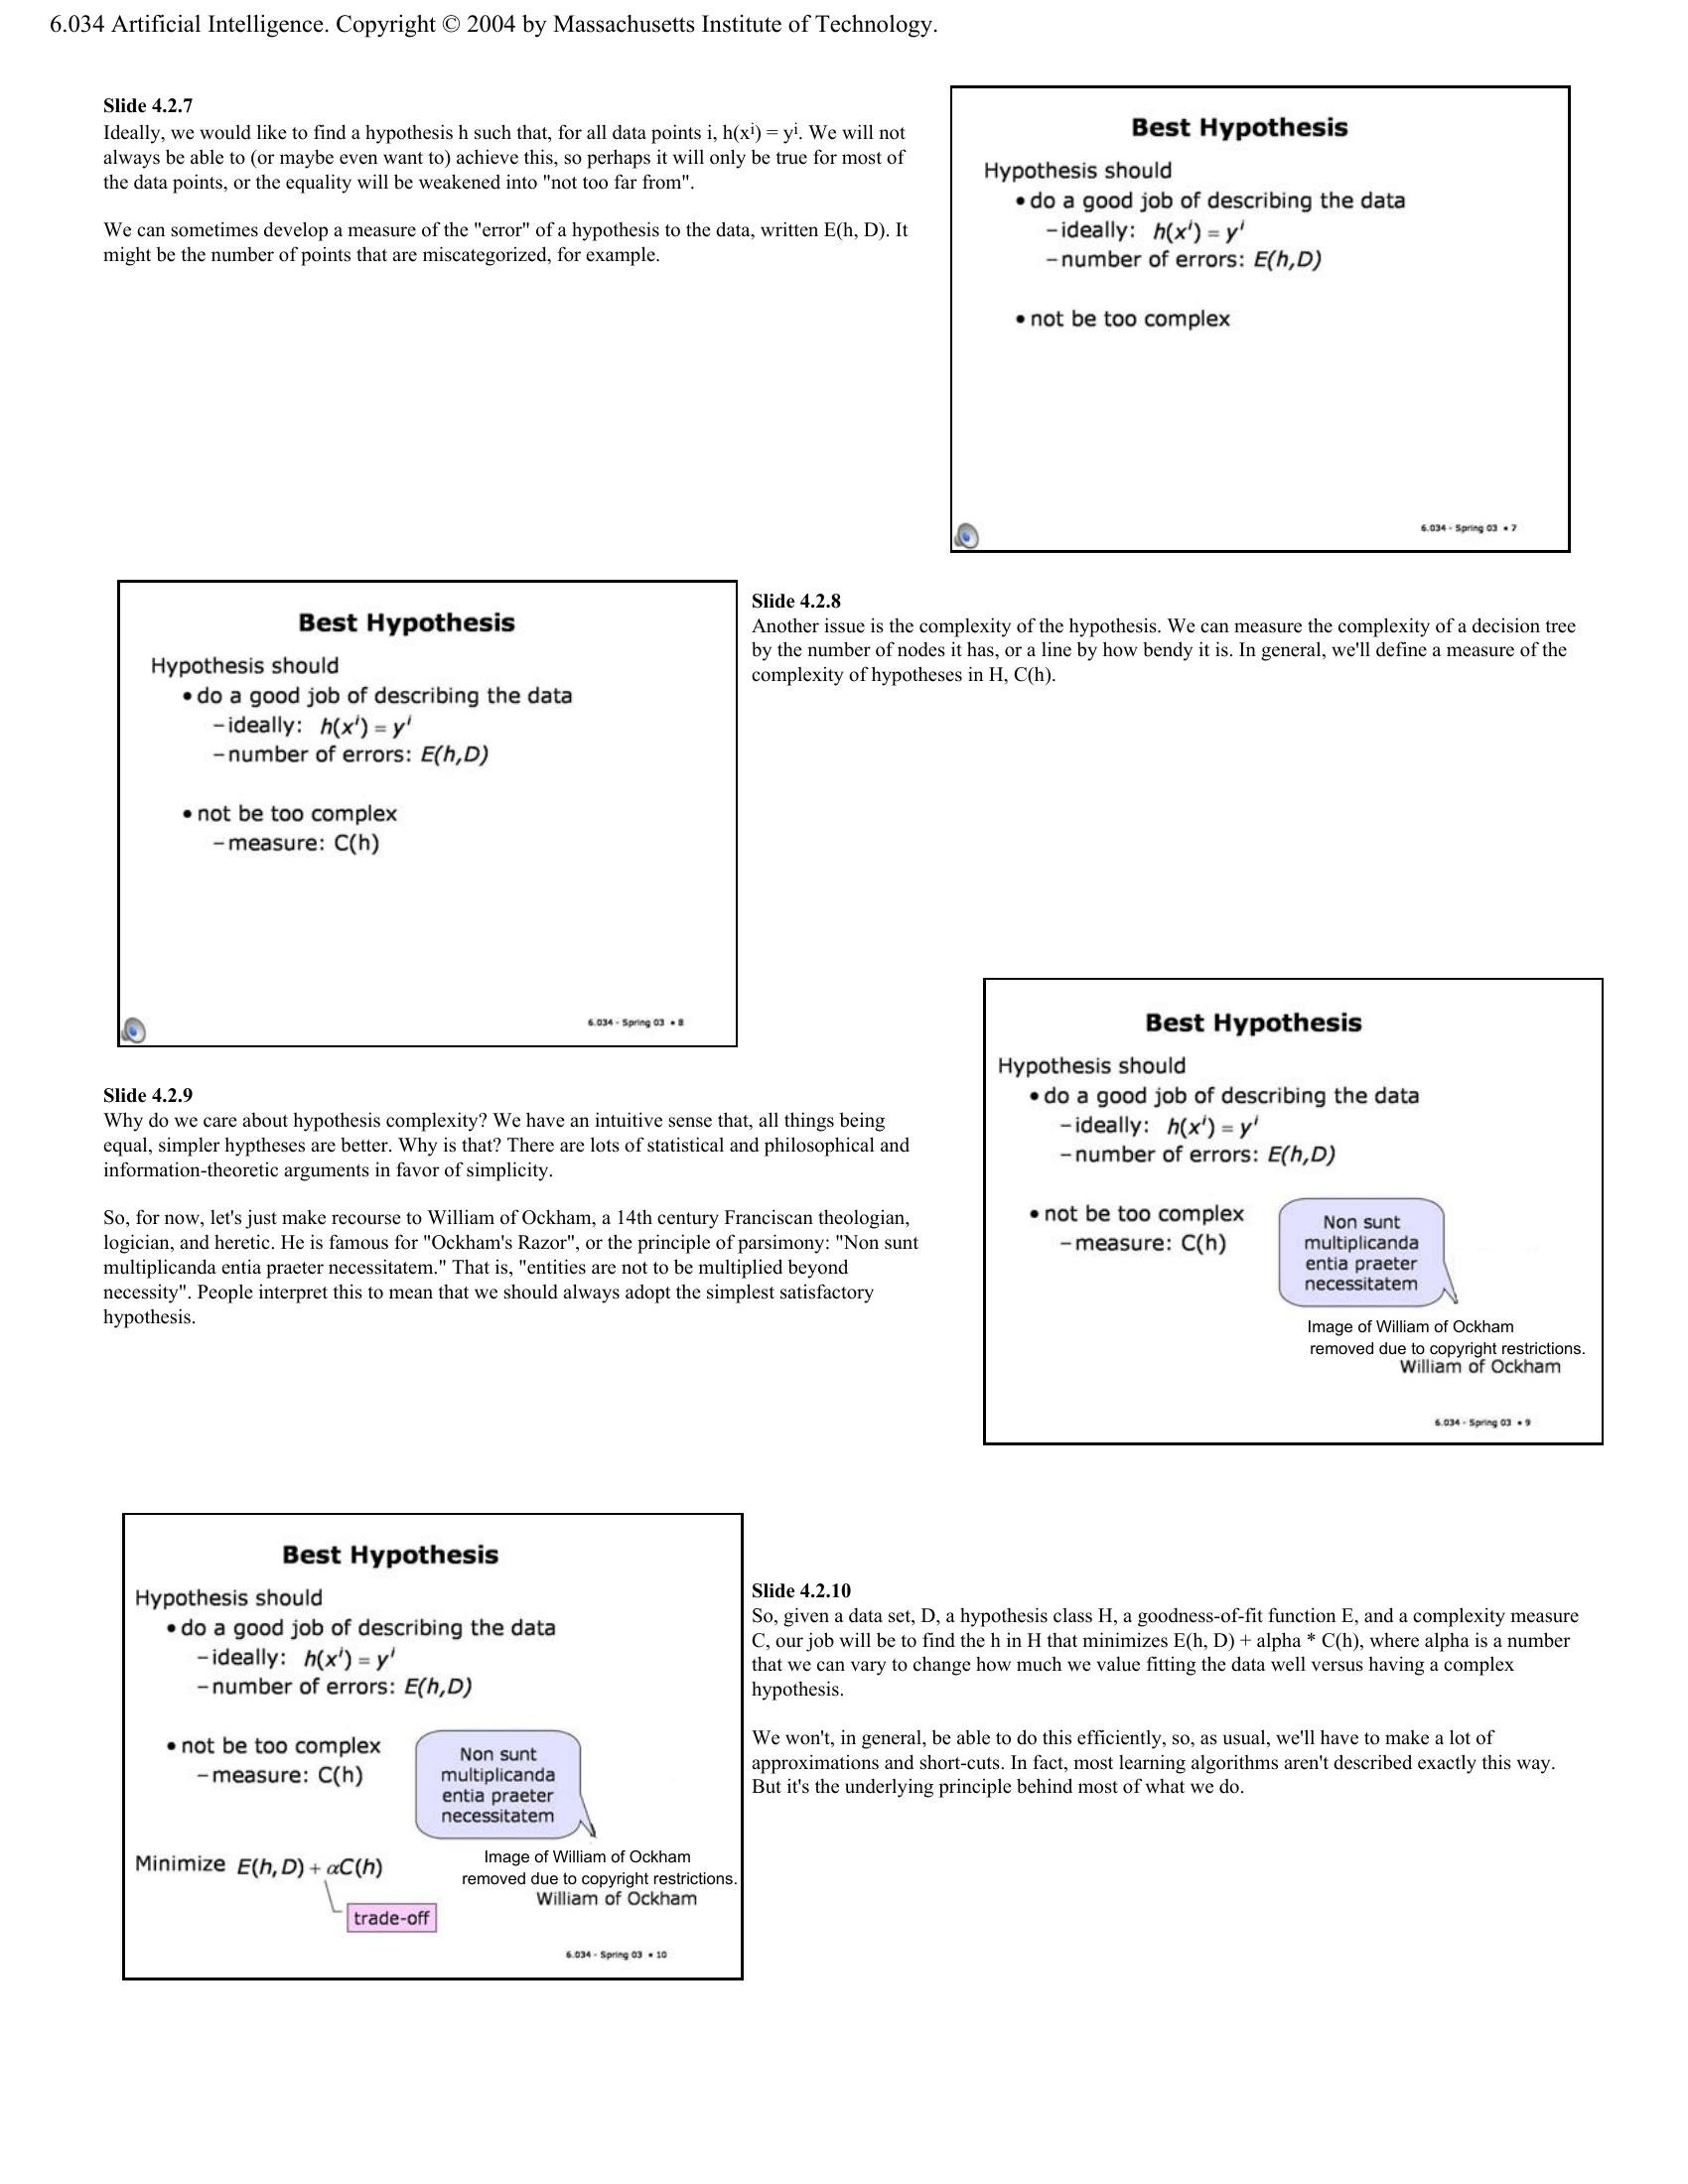 6.034 Artificial Intelligence. Copyright © 2004 by Massachusetts Institute of Technology.
Slide 4.2.7
Ideally, we would like to find a hypothesis h such that, for all data points i, h(xⁱ) = yⁱ. We will not
always be able to (or maybe even want to) achieve this, so perhaps it will only be true for most of
the data points, or the equality will be weakened into "not too far from".
We can sometimes develop a measure of the "error" of a hypothesis to the data, written E(h, D). It
might be the number of points that are miscategorized, for example.
Best Hypothesis
Hypothesis should
• do a good job of describing the data
– ideally: h(xⁱ) = yⁱ
– number of errors: E(h,D)
• not be too complex
6.034 - Spring 03 • 7
Best Hypothesis
Hypothesis should
• do a good job of describing the data
– ideally: h(xⁱ) = yⁱ
– number of errors: E(h,D)
• not be too complex
– measure: C(h)
6.034 - Spring 03 • 8
Slide 4.2.8
Another issue is the complexity of the hypothesis. We can measure the complexity of a decision tree
by the number of nodes it has, or a line by how bendy it is. In general, we'll define a measure of the
complexity of hypotheses in H, C(h).
Slide 4.2.9
Why do we care about hypothesis complexity? We have an intuitive sense that, all things being
equal, simpler hyptheses are better. Why is that? There are lots of statistical and philosophical and
information-theoretic arguments in favor of simplicity.
So, for now, let's just make recourse to William of Ockham, a 14th century Franciscan theologian,
logician, and heretic. He is famous for "Ockham's Razor", or the principle of parsimony: "Non sunt
multiplicanda entia praeter necessitatem." That is, "entities are not to be multiplied beyond
necessity". People interpret this to mean that we should always adopt the simplest satisfactory
hypothesis.
Best Hypothesis
Hypothesis should
• do a good job of describing the data
– ideally: h(xⁱ) = yⁱ
– number of errors: E(h,D)
• not be too complex
– measure: C(h)
Non sunt
multiplicanda
entia praeter
necessitatem
Image of William of Ockham
removed due to copyright restrictions.
William of Ockham
6.034 - Spring 03 • 9
Best Hypothesis
Hypothesis should
• do a good job of describing the data
– ideally: h(xⁱ) = yⁱ
– number of errors: E(h,D)
• not be too complex
– measure: C(h)
Non sunt
multiplicanda
entia praeter
necessitatem
Minimize E(h,D) + αC(h)
trade-off
Image of William of Ockham
removed due to copyright restrictions.
William of Ockham
6.034 - Spring 03 • 10
Slide 4.2.10
So, given a data set, D, a hypothesis class H, a goodness-of-fit function E, and a complexity measure
C, our job will be to find the h in H that minimizes E(h, D) + alpha * C(h), where alpha is a number
that we can vary to change how much we value fitting the data well versus having a complex
hypothesis.
We won't, in general, be able to do this efficiently, so, as usual, we'll have to make a lot of
approximations and short-cuts. In fact, most learning algorithms aren't described exactly this way.
But it's the underlying principle behind most of what we do.